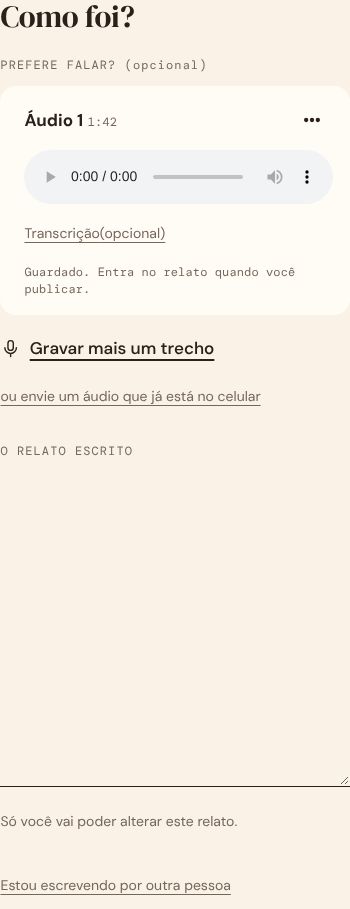 Como foi?
PREFERE FALAR? (opcional)
Áudio 1 1:42
0:00 / 0:00
Transcrição(opcional)
Guardado. Entra no relato quando você
publicar.
Gravar mais um trecho
ou envie um áudio que já está no celular
O RELATO ESCRITO
Só você vai poder alterar este relato.
Estou escrevendo por outra pessoa